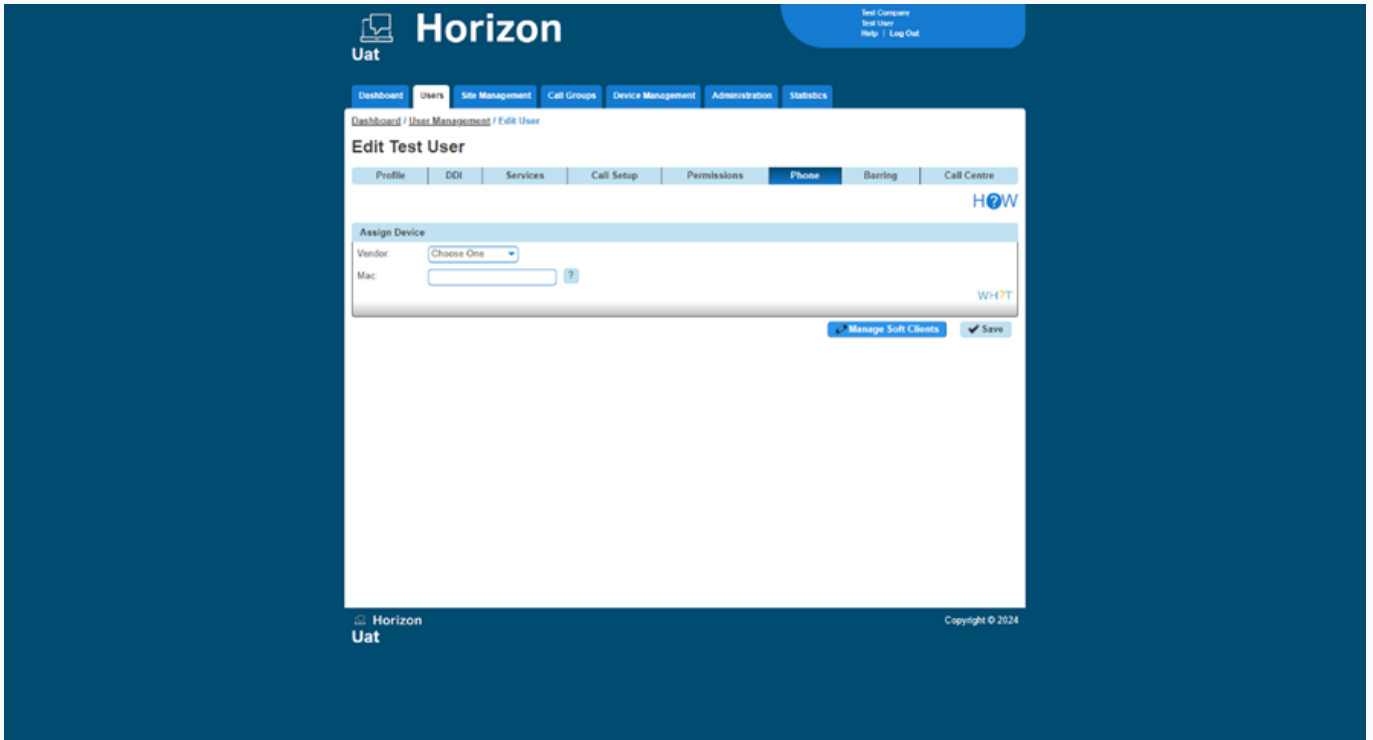 Horizon
Uat
Test Company
Test User
Help | Log Out
Dashboard Users Site Management Call Groups Device Management Administration Statistics
Dashboard / User Management / Edit User
Edit Test User
Profile DDI Services Call Setup Permissions Phone Barring Call Centre
H?W
Assign Device
Vendor: Choose One
Mac: ?
WH?T
Manage Soft Clients Save
Horizon
Uat
Copyright © 2024